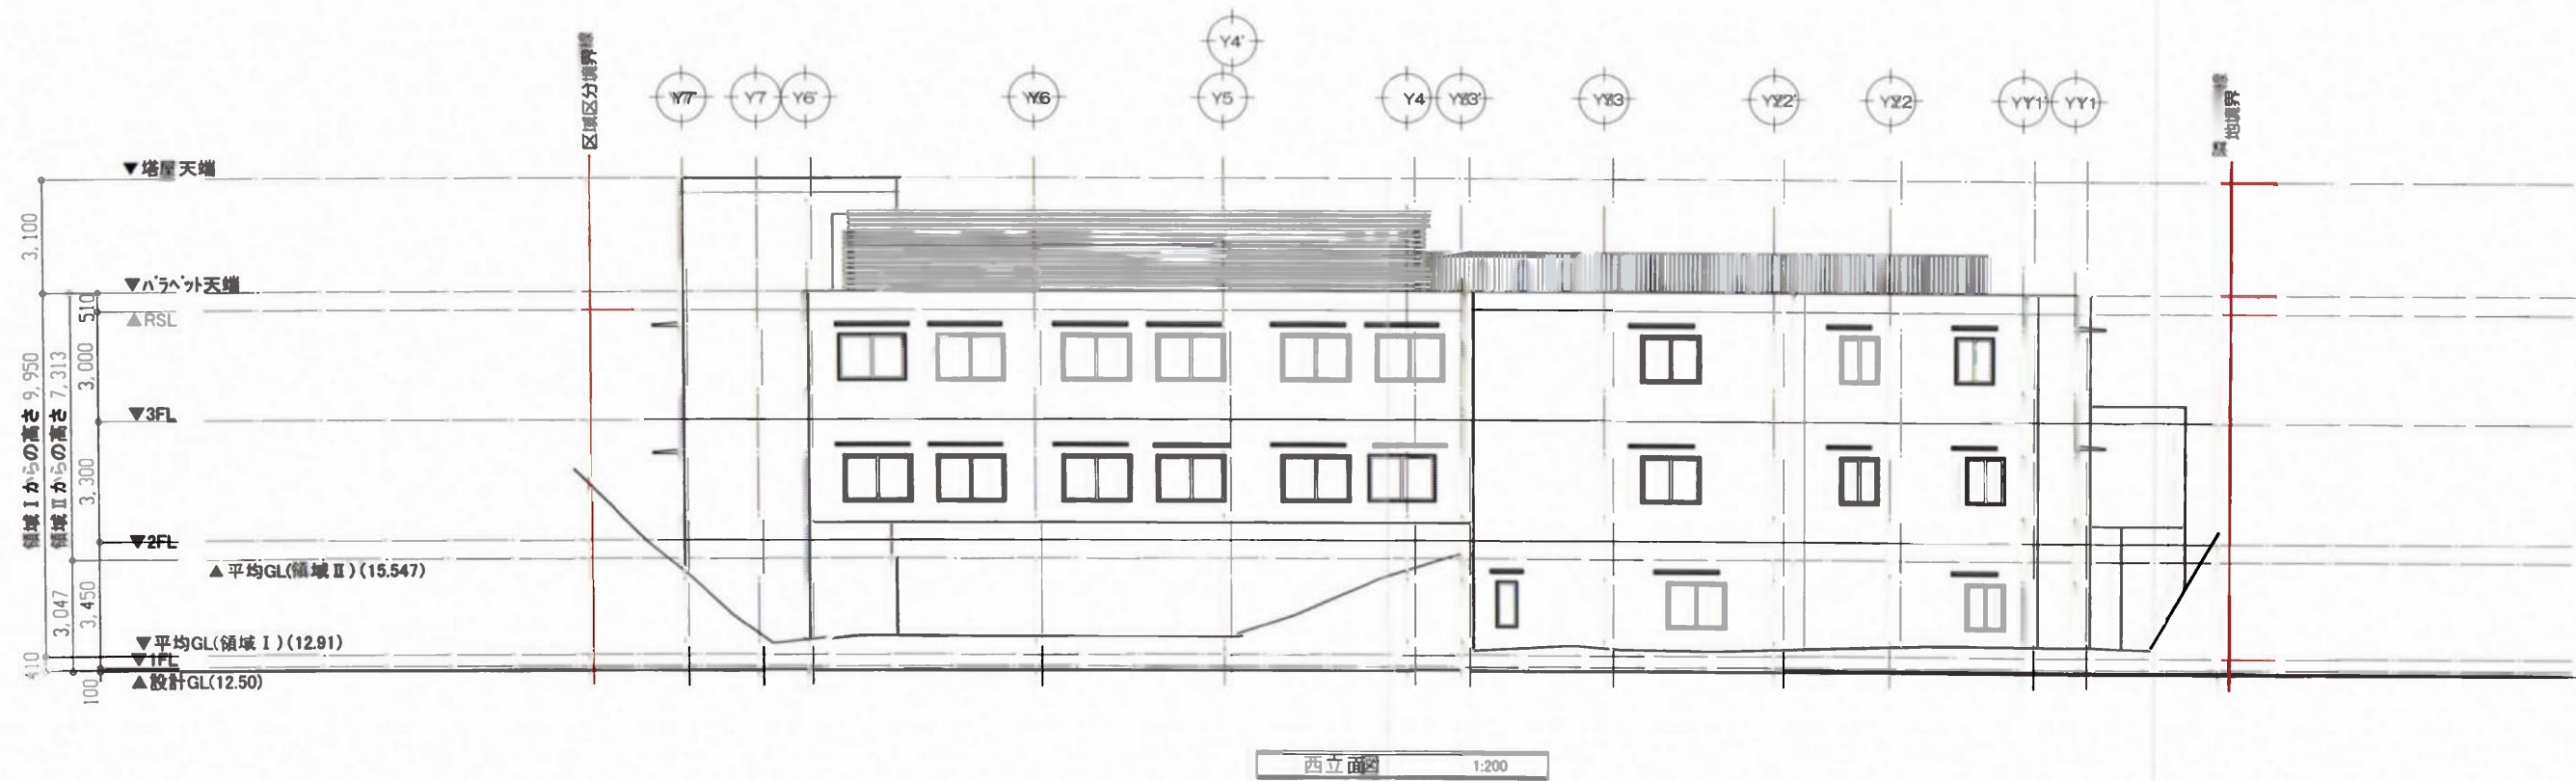 Y4'
区域区分境界線
Y7' Y7 Y6' Y6 Y5 Y4 Y3' Y3 Y2' Y2 Y1' Y1
地境界
▼塔屋天端
3,100
▼パラペット天端
510
▲RSL
3,000
領域Ⅰからの高さ 9,950
領域Ⅱからの高さ 7,313
▼3FL
3,300
▼2FL
▲平均GL(領域Ⅱ)(15.547)
3,047
3,450
▼平均GL(領域Ⅰ)(12.91)
410
▼1FL
▲設計GL(12.50)
100
西立面図 1:200